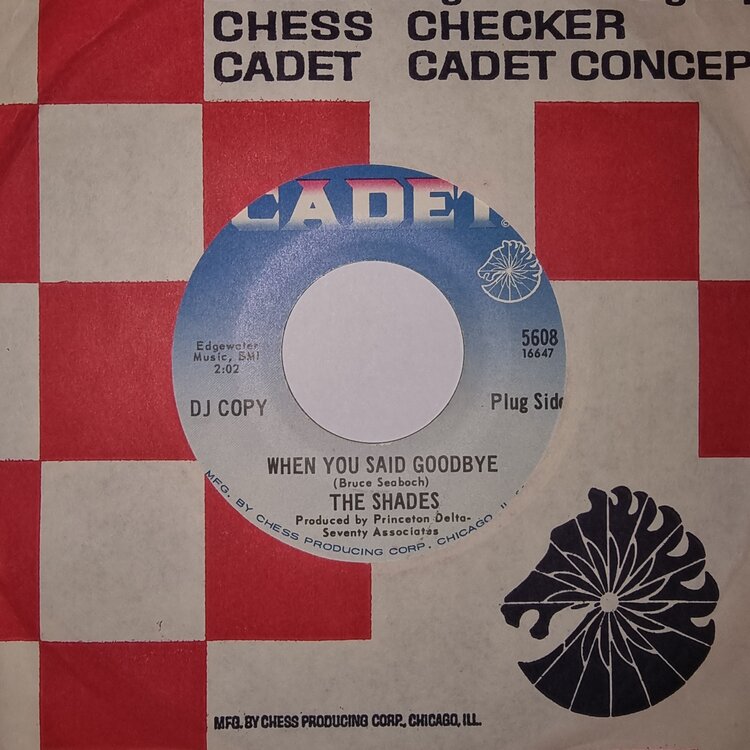 CHESS CHECKER
CADET CADET CONCEP
CADET
Edgewater
Music, BMI
2:02
5608
16647
DJ COPY
Plug Side
WHEN YOU SAID GOODBYE
(Bruce Seaboch)
THE SHADES
Produced by Princeton Delta-
Seventy Associates
MFG. BY CHESS PRODUCING CORP. CHICAGO, IL
MFG. BY CHESS PRODUCING CORP., CHICAGO, ILL.